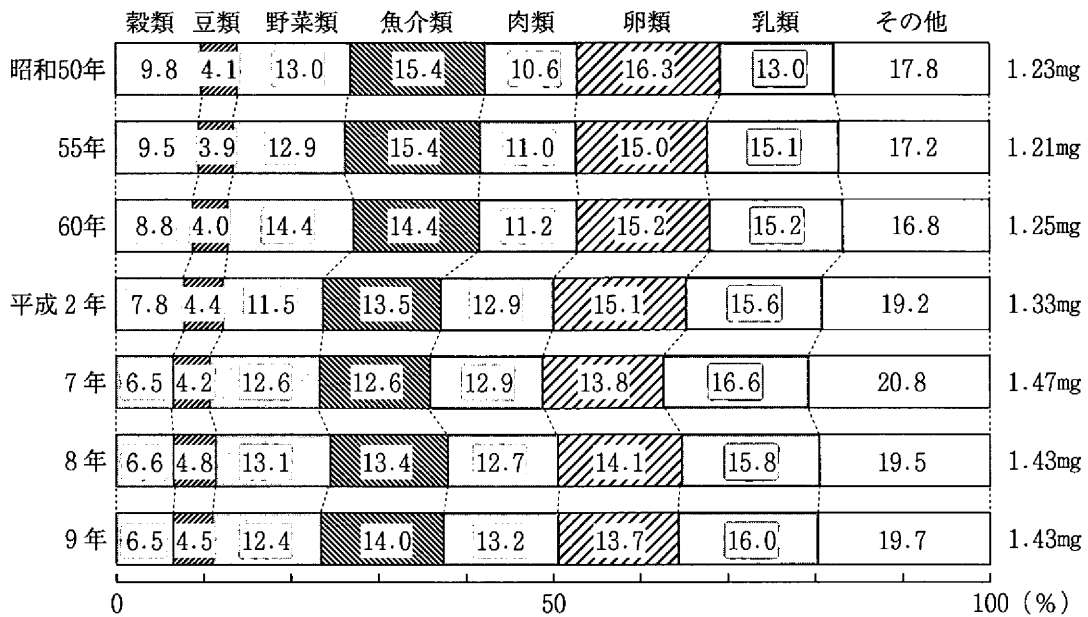 穀類 豆類 野菜類 魚介類 肉類 卵類 乳類 その他
昭和50年 9.8 4.1 13.0 15.4 10.6 16.3 13.0 17.8 1.23mg
55年 9.5 3.9 12.9 15.4 11.0 15.0 15.1 17.2 1.21mg
60年 8.8 4.0 14.4 14.4 11.2 15.2 15.2 16.8 1.25mg
平成2年 7.8 4.4 11.5 13.5 12.9 15.1 15.6 19.2 1.33mg
7年 6.5 4.2 12.6 12.6 12.9 13.8 16.6 20.8 1.47mg
8年 6.6 4.8 13.1 13.4 12.7 14.1 15.8 19.5 1.43mg
9年 6.5 4.5 12.4 14.0 13.2 13.7 16.0 19.7 1.43mg
0 50 100 (%)